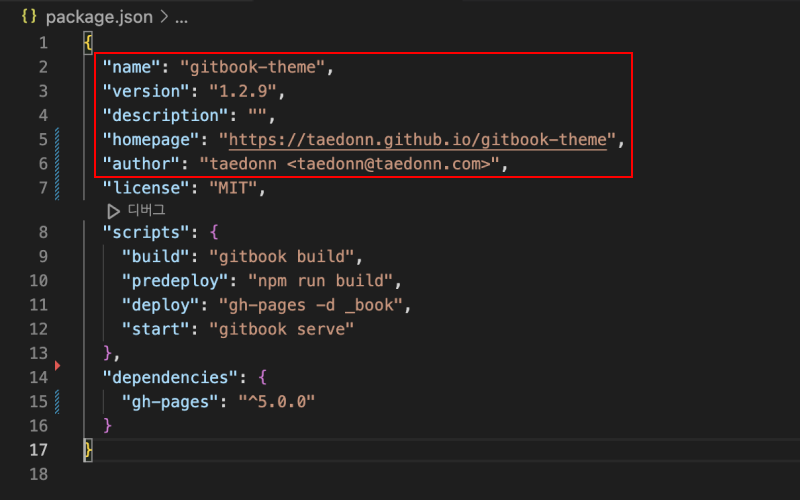 {} package.json > ...
1 {
2 "name": "gitbook-theme",
3 "version": "1.2.9",
4 "description": "",
5 "homepage": "https://taedonn.github.io/gitbook-theme",
6 "author": "taedonn <taedonn@taedonn.com>",
7 "license": "MIT",
디버그
8 "scripts": {
9 "build": "gitbook build",
10 "predeploy": "npm run build",
11 "deploy": "gh-pages -d _book",
12 "start": "gitbook serve"
13 },
14 "dependencies": {
15 "gh-pages": "^5.0.0"
16 }
17 }
18